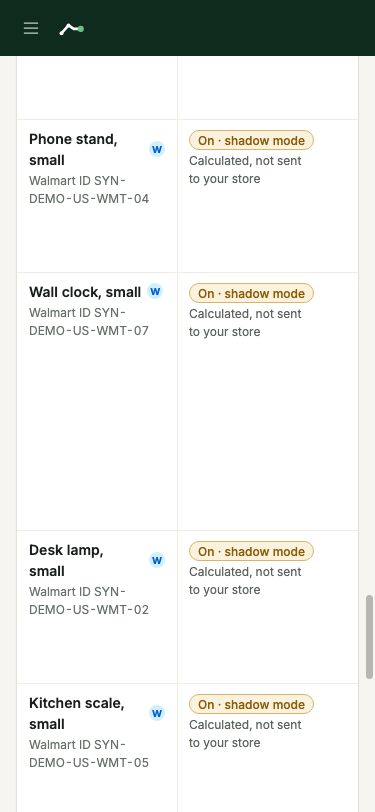 Phone stand,
small
W
Walmart ID SYN-
DEMO-US-WMT-04
On · shadow mode
Calculated, not sent
to your store
Wall clock, small
W
Walmart ID SYN-
DEMO-US-WMT-07
On · shadow mode
Calculated, not sent
to your store
Desk lamp,
small
W
Walmart ID SYN-
DEMO-US-WMT-02
On · shadow mode
Calculated, not sent
to your store
Kitchen scale,
small
W
Walmart ID SYN-
DEMO-US-WMT-05
On · shadow mode
Calculated, not sent
to your store